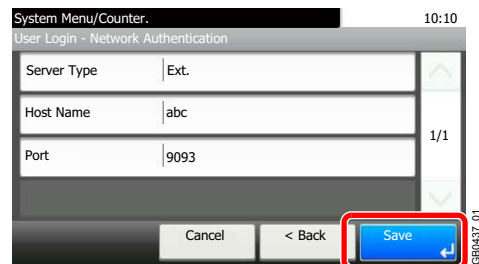 System Menu/Counter. 10:10
User Login - Network Authentication
Server Type Ext.
Host Name abc
1/1
Port 9093
Cancel < Back Save
GB0437_01